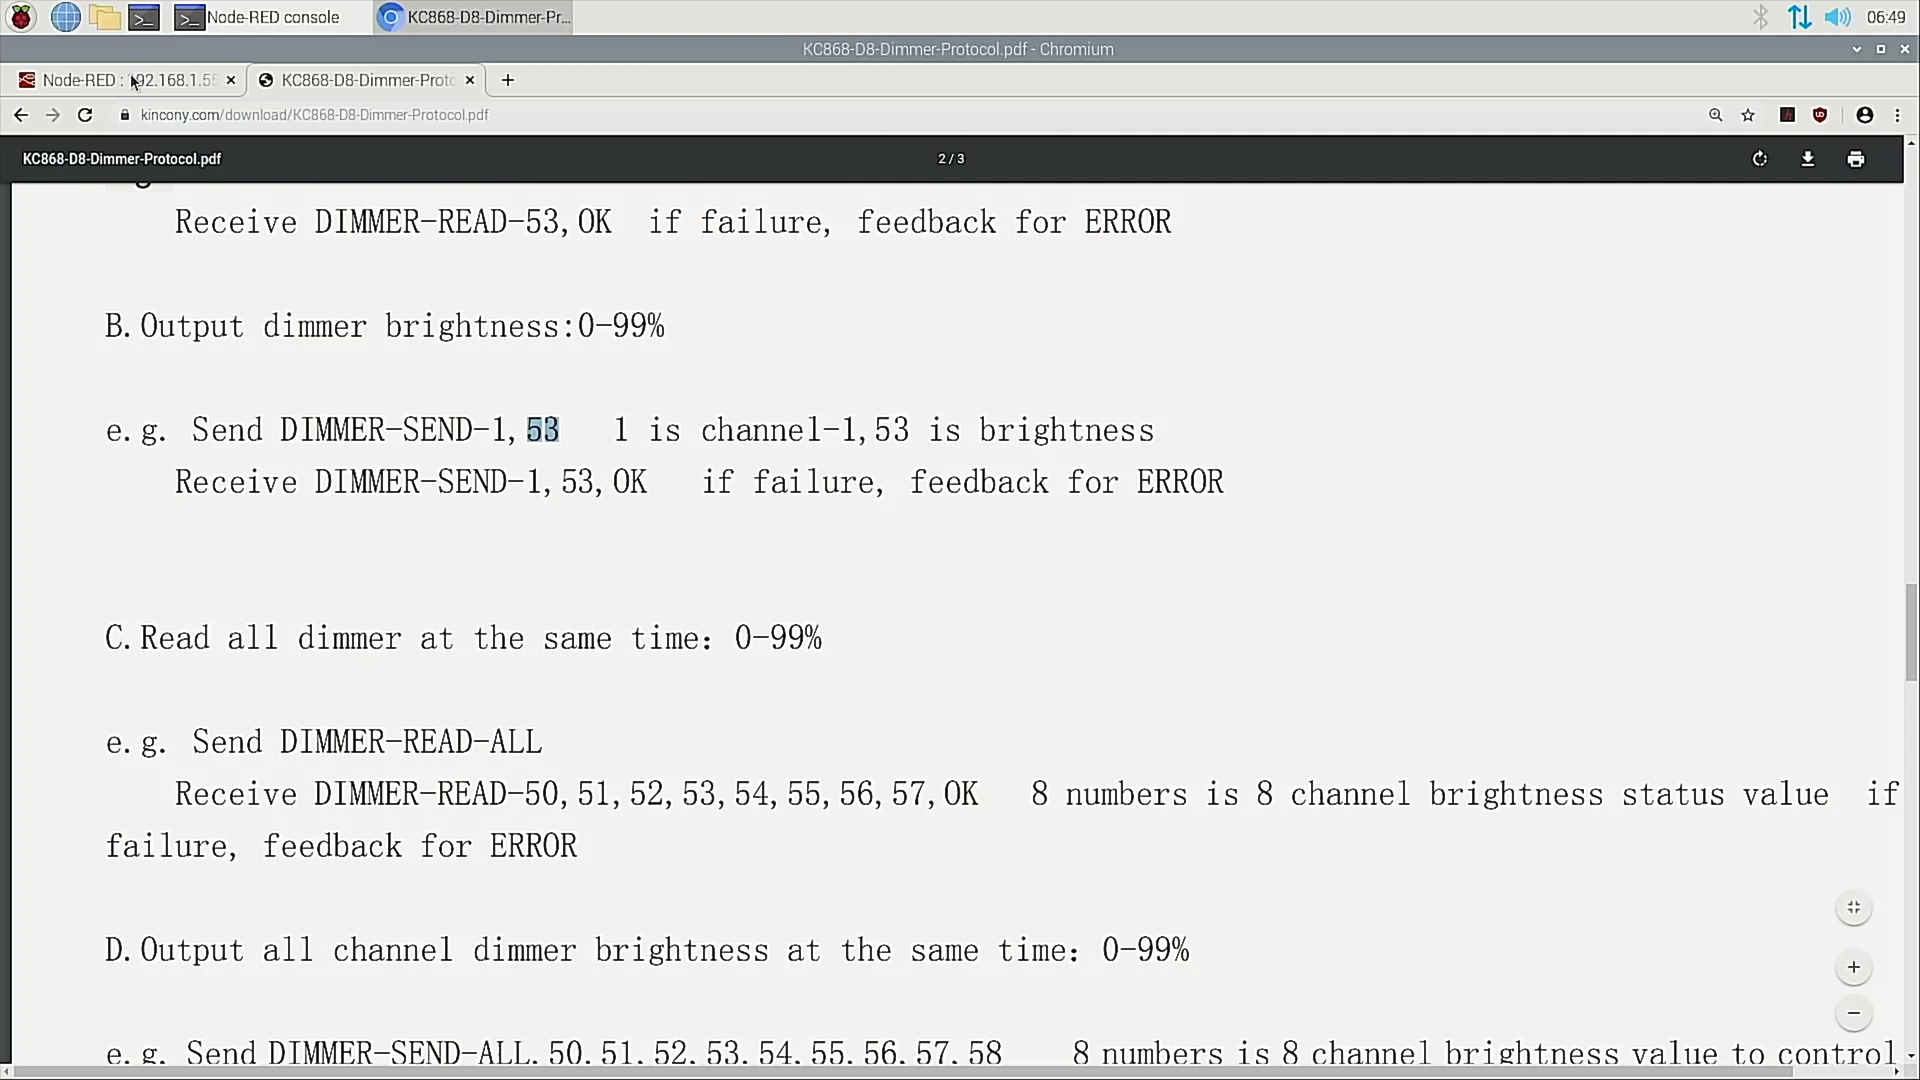 Node-RED console
KC868-D8-Dimmer-Pr...
06:49
KC868-D8-Dimmer-Protocol.pdf - Chromium
Node-RED : 192.168.1.55
KC868-D8-Dimmer-Proto
kincony.com/download/KC868-D8-Dimmer-Protocol.pdf
KC868-D8-Dimmer-Protocol.pdf
2 / 3
Receive DIMMER-READ-53,OK if failure, feedback for ERROR
B.Output dimmer brightness:0-99%
e.g. Send DIMMER-SEND-1,53 1 is channel-1,53 is brightness
Receive DIMMER-SEND-1,53,OK if failure, feedback for ERROR
C.Read all dimmer at the same time: 0-99%
e.g. Send DIMMER-READ-ALL
Receive DIMMER-READ-50,51,52,53,54,55,56,57,OK 8 numbers is 8 channel brightness status value if
failure, feedback for ERROR
D.Output all channel dimmer brightness at the same time: 0-99%
e.g. Send DIMMER-SEND-ALL,50,51,52,53,54,55,56,57,58 8 numbers is 8 channel brightness value to control